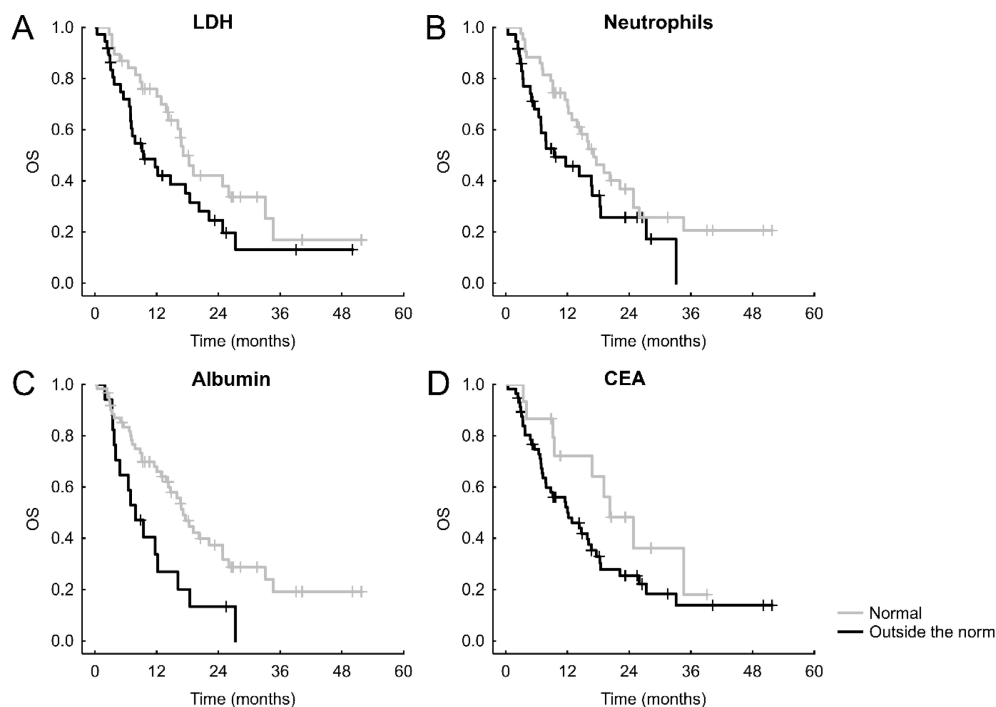 A
LDH
1.0
0.8
0.6
0.4
0.2
0.0
OS
0 12 24 36 48 60
Time (months)
B
Neutrophils
1.0
0.8
0.6
0.4
0.2
0.0
OS
0 12 24 36 48 60
Time (months)
C
Albumin
1.0
0.8
0.6
0.4
0.2
0.0
OS
0 12 24 36 48 60
Time (months)
D
CEA
1.0
0.8
0.6
0.4
0.2
0.0
OS
0 12 24 36 48 60
Time (months)
Normal
Outside the norm